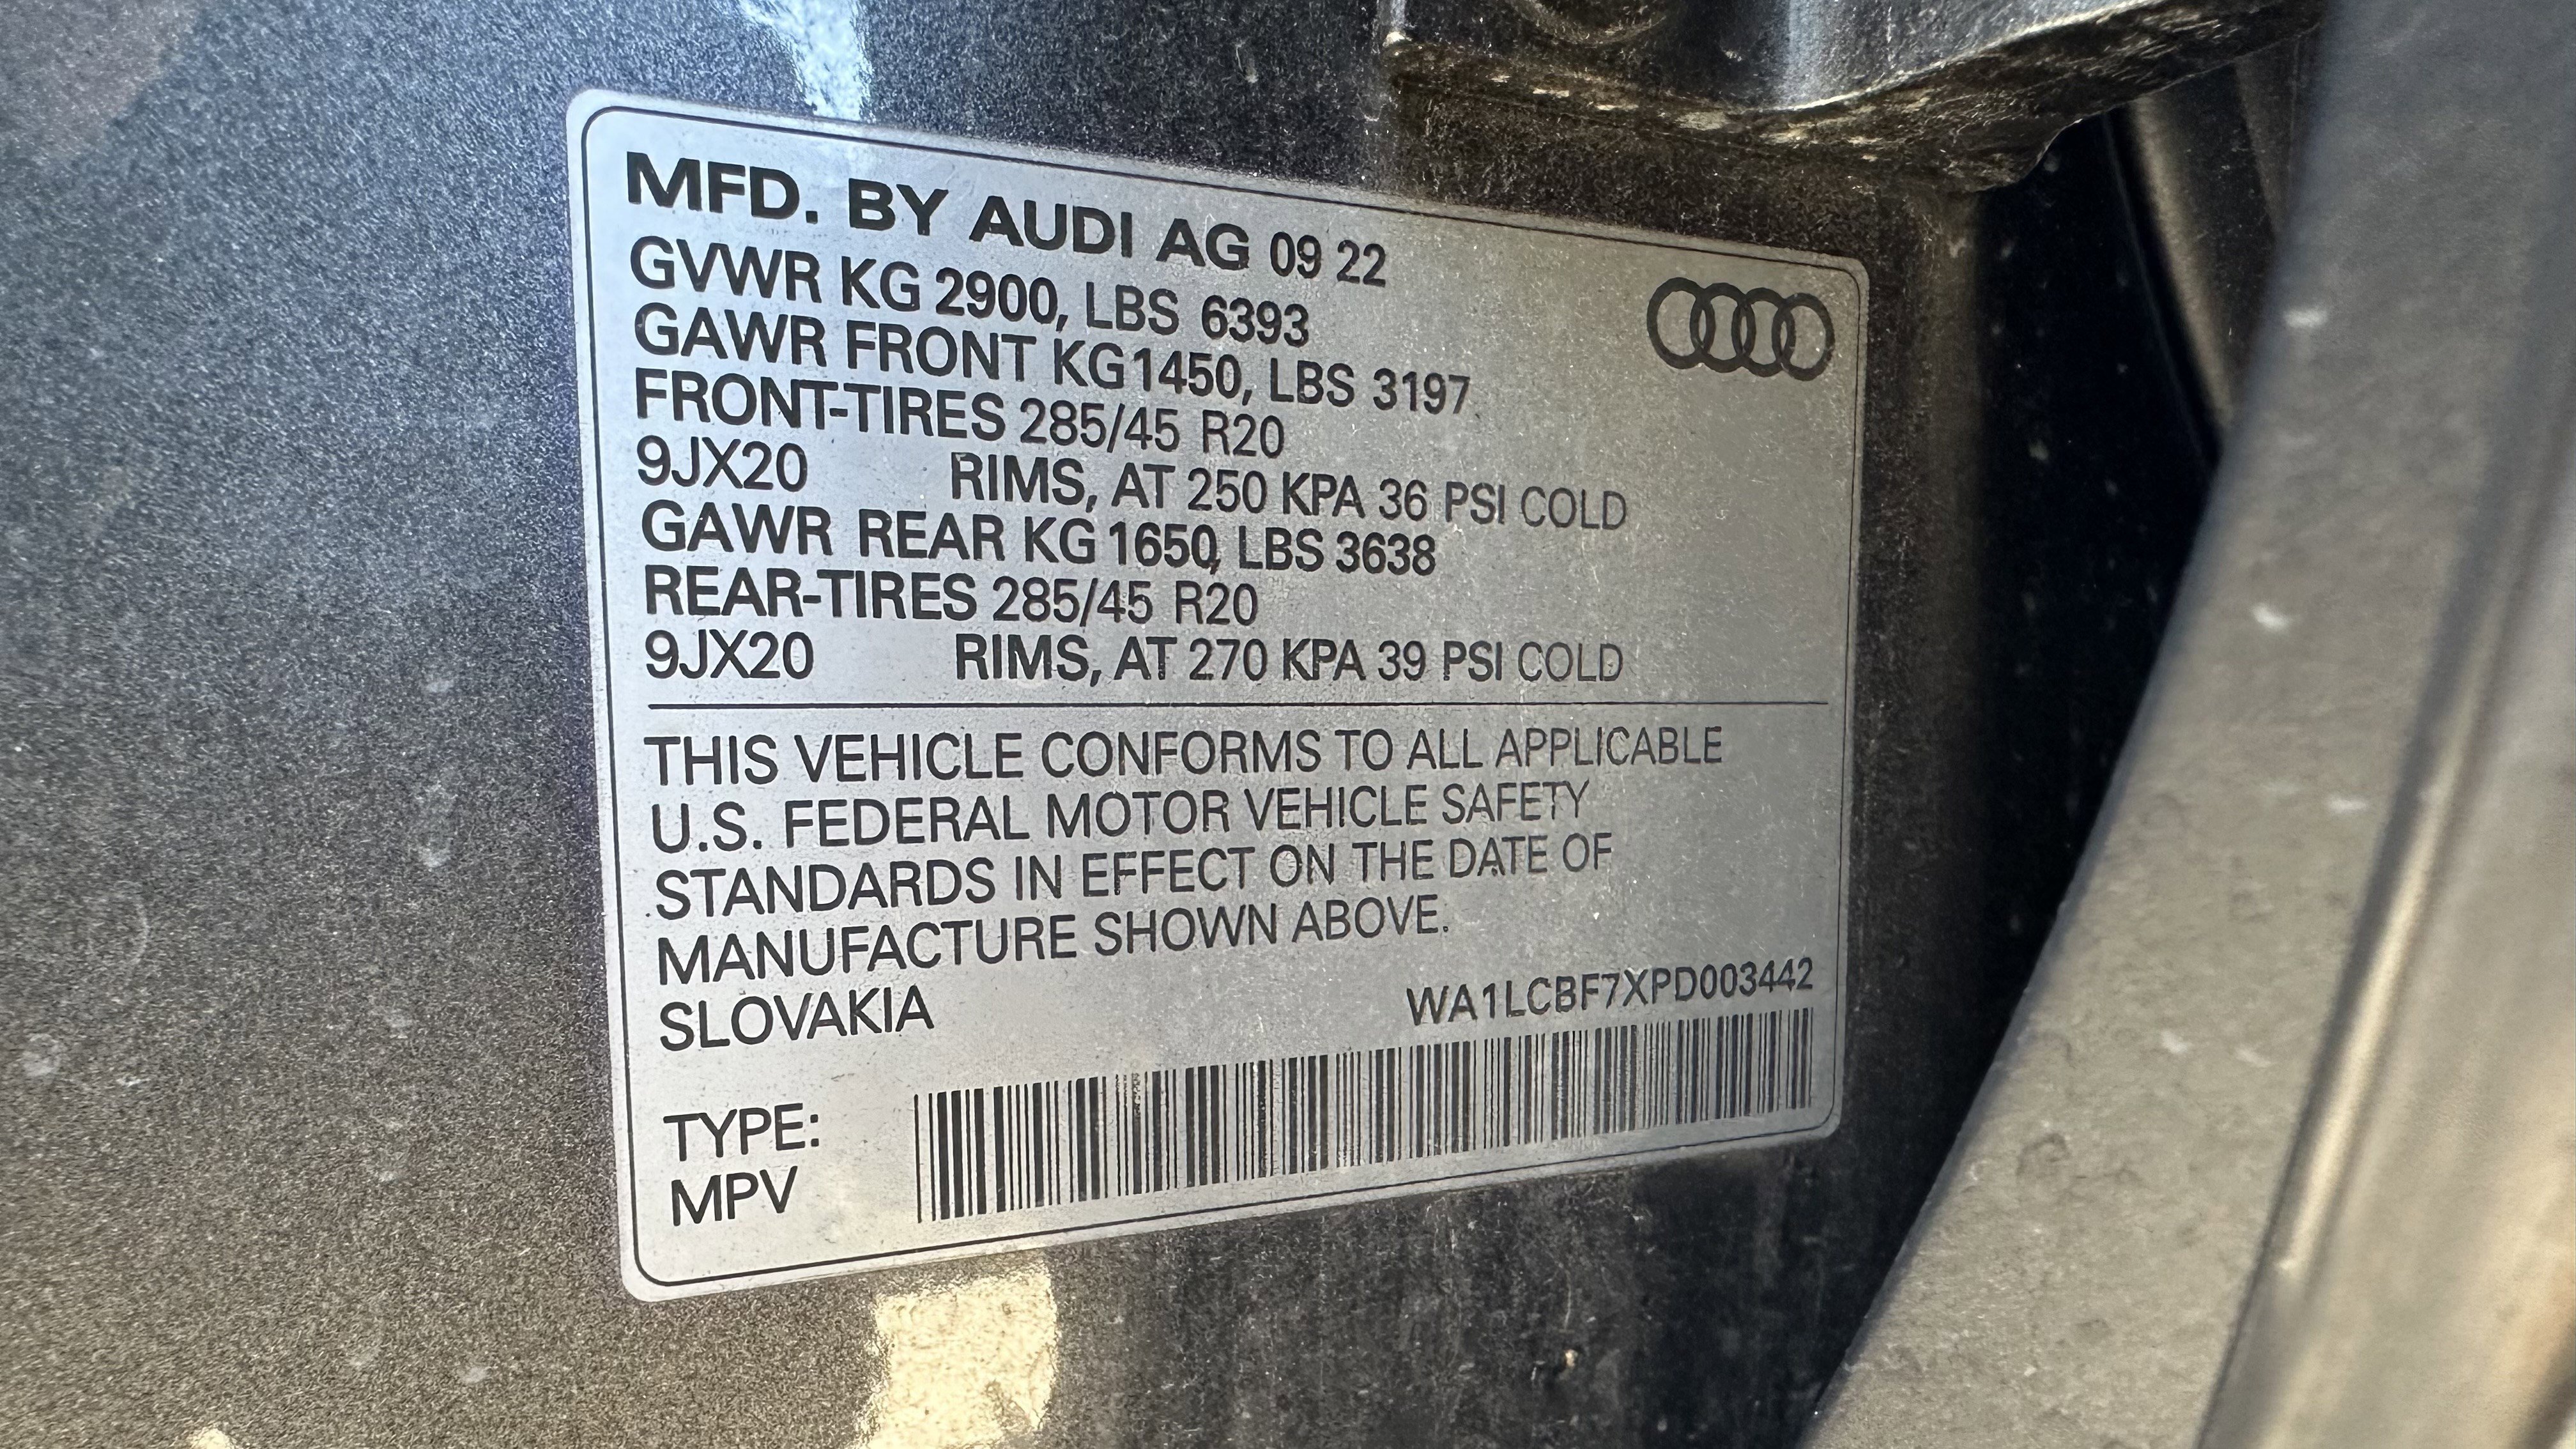 MFD. BY AUDI AG 09 22
GVWR KG 2900, LBS 6393
GAWR FRONT KG1450, LBS 3197
FRONT-TIRES 285/45 R20
9JX20 RIMS, AT 250 KPA 36 PSI COLD
GAWR REAR KG 1650, LBS 3638
REAR-TIRES 285/45 R20
9JX20 RIMS, AT 270 KPA 39 PSI COLD
THIS VEHICLE CONFORMS TO ALL APPLICABLE
U.S. FEDERAL MOTOR VEHICLE SAFETY
STANDARDS IN EFFECT ON THE DATE OF
MANUFACTURE SHOWN ABOVE.
SLOVAKIA WA1LCBF7XPD003442
TYPE:
MPV